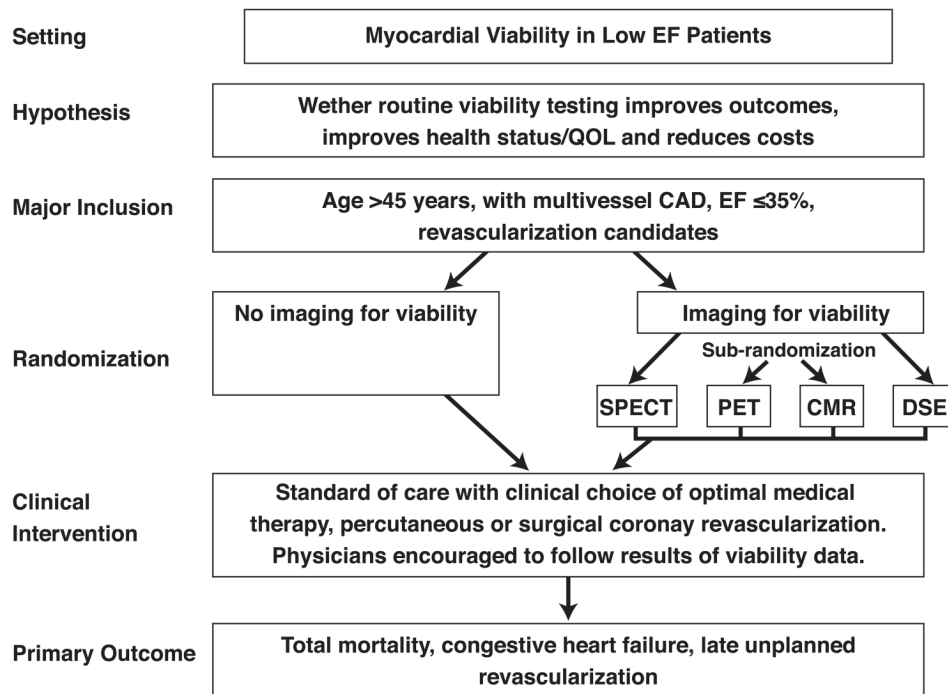 Setting
Myocardial Viability in Low EF Patients
Hypothesis
Wether routine viability testing improves outcomes,
improves health status/QOL and reduces costs
Major Inclusion
Age >45 years, with multivessel CAD, EF ≤35%,
revascularization candidates
Randomization
No imaging for viability
Imaging for viability
Sub-randomization
SPECT
PET
CMR
DSE
Clinical
Intervention
Standard of care with clinical choice of optimal medical
therapy, percutaneous or surgical coronay revascularization.
Physicians encouraged to follow results of viability data.
Primary Outcome
Total mortality, congestive heart failure, late unplanned
revascularization